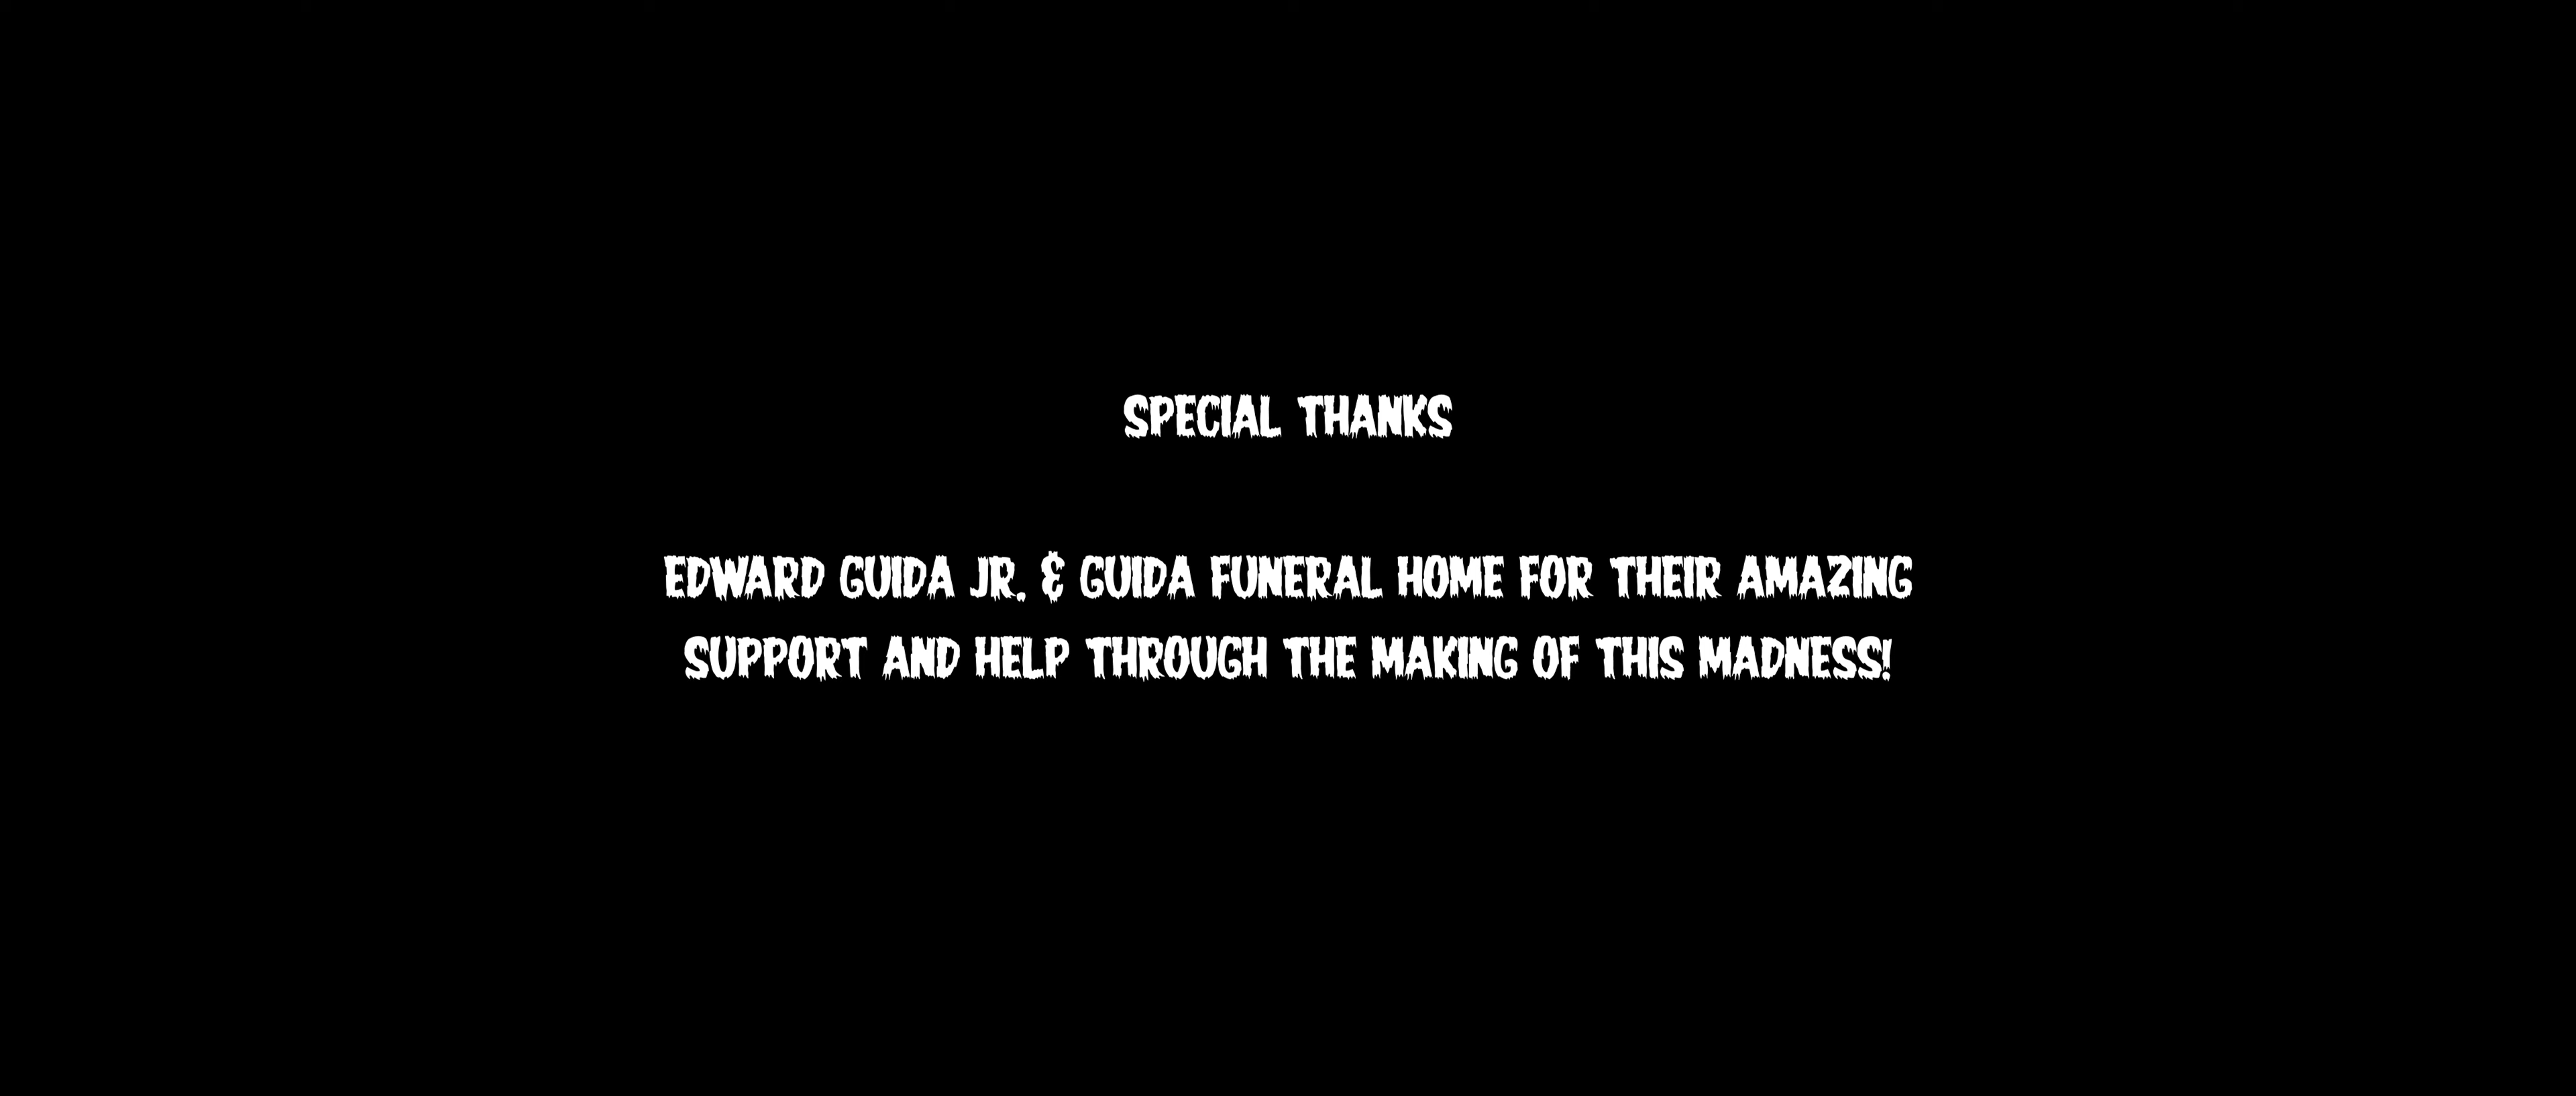 SPECIAL THANKS
EDWARD GUIDA JR. & GUIDA FUNERAL HOME FOR THEIR AMAZING
SUPPORT AND HELP THROUGH THE MAKING OF THIS MADNESS!